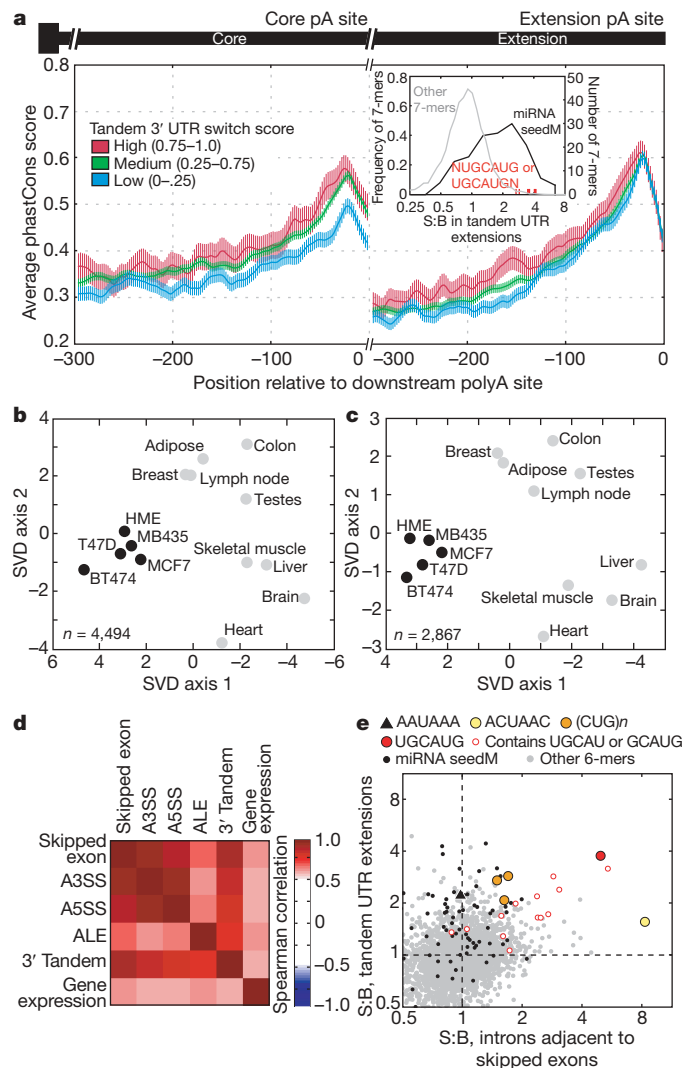 a
Core pA site
Extension pA site
Core
Extension
0.8
0.7
0.6
0.5
0.4
0.3
0.2
Average phastCons score
Tandem 3′ UTR switch score
High (0.75–1.0)
Medium (0.25–0.75)
Low (0–.25)
0.8
0.6
0.4
0.2
0
Frequency of 7-mers
Other
7-mers
miRNA
seedM
NUGCAUG or
UGCAUGN
50
40
30
20
10
0
Number of 7-mers
0.25
0.5
1
2
4
8
S:B in tandem UTR
extensions
−300
−200
−100
0
−300
−200
−100
0
Position relative to downstream polyA site
b
4
2
0
−2
−4
SVD axis 2
Adipose
Colon
Breast
Lymph node
Testes
HME
MB435
T47D
MCF7
BT474
Skeletal muscle
Liver
Brain
Heart
n = 4,494
6
4
2
0
−2
−4
−6
SVD axis 1
c
3
2
1
0
−1
−2
−3
SVD axis 2
Breast
Colon
Adipose
Testes
Lymph node
HME
MB435
MCF7
T47D
BT474
Liver
Skeletal muscle
Brain
Heart
n = 2,867
4
2
0
−2
−4
SVD axis 1
d
Skipped exon
A3SS
A5SS
ALE
3′ Tandem
Gene
expression
Skipped
exon
A3SS
A5SS
ALE
3′ Tandem
Gene
expression
Spearman correlation
1.0
0.5
0
−0.5
−1.0
e
AAUAAA
ACUAAC
(CUG)n
UGCAUG
Contains UGCAU or GCAUG
miRNA seedM
Other 6-mers
8
4
2
1
0.5
S:B, tandem UTR extensions
0.5
1
2
4
8
S:B, introns adjacent to
skipped exons